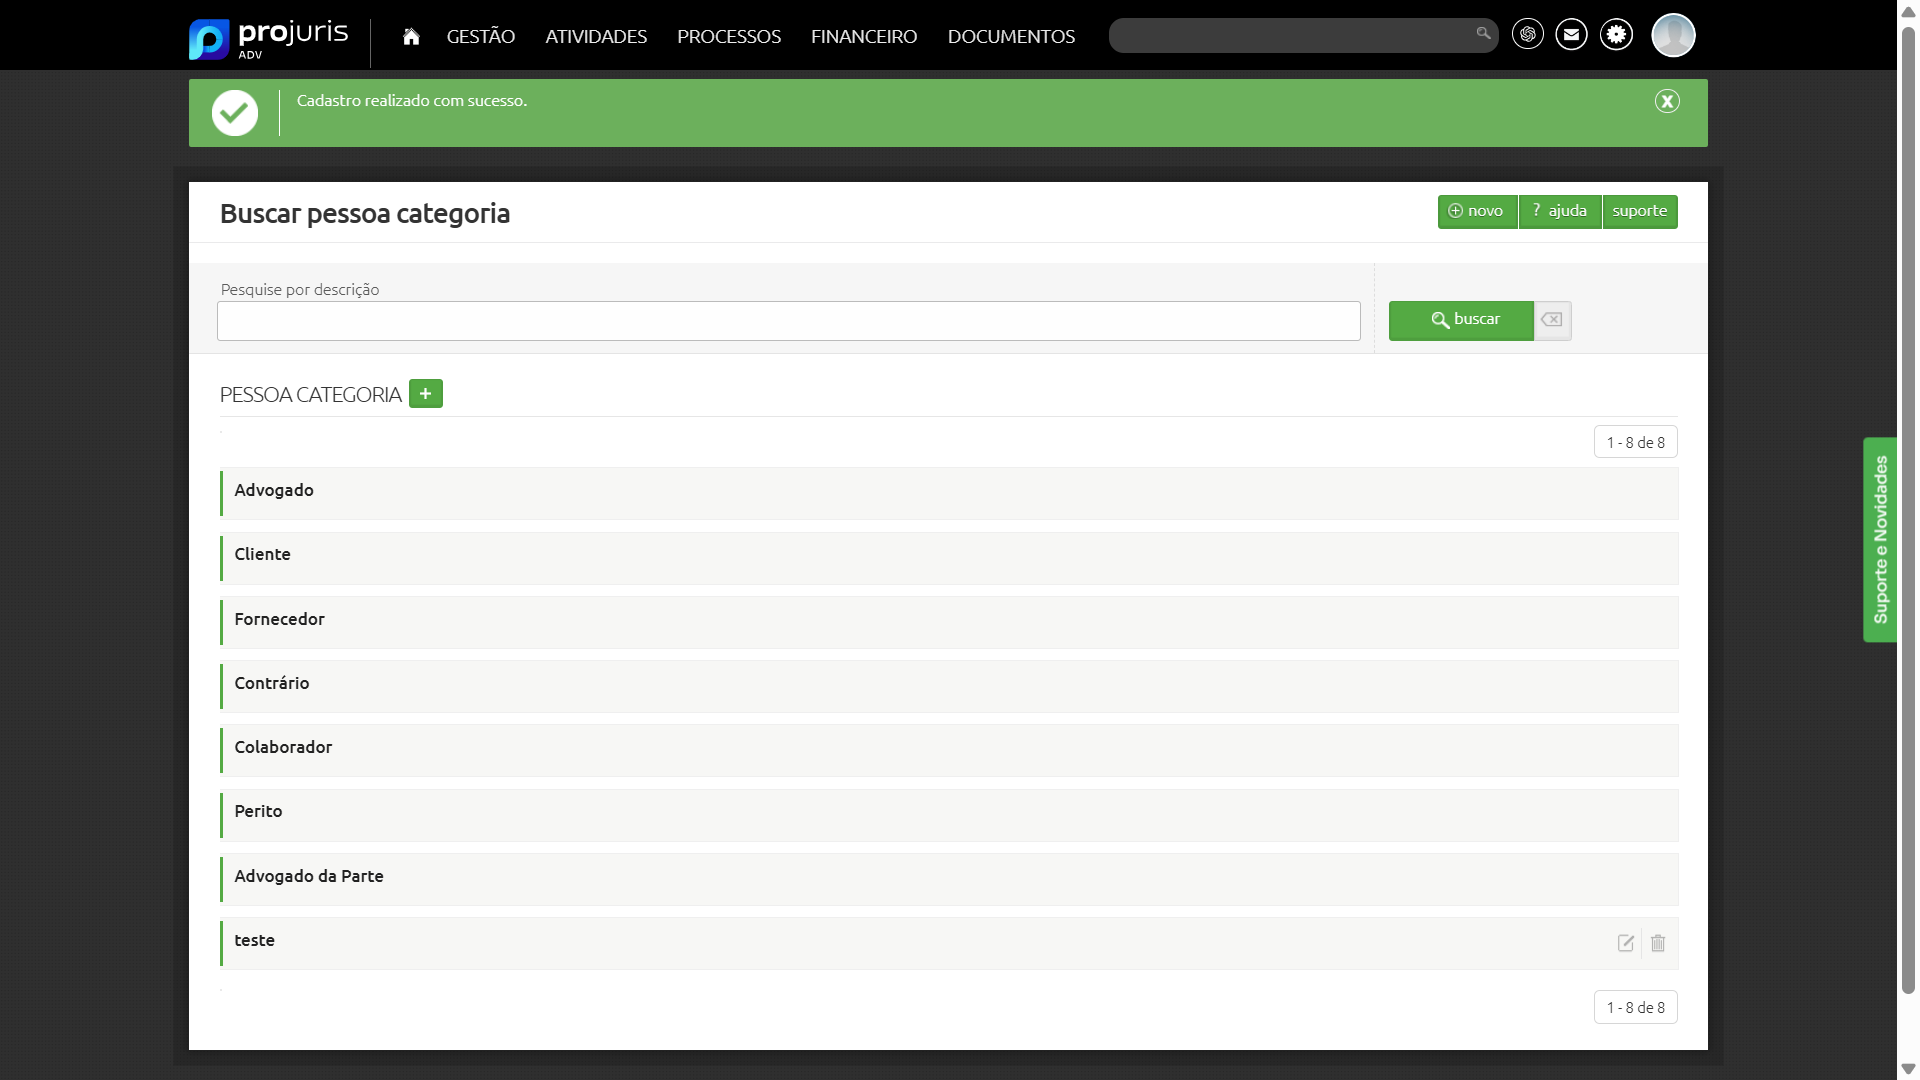 projuris
ADV
GESTÃO
ATIVIDADES
PROCESSOS
FINANCEIRO
DOCUMENTOS
Cadastro realizado com sucesso.
X
Buscar pessoa categoria
novo
? ajuda
suporte
Pesquise por descrição
buscar
PESSOA CATEGORIA
+
1 - 8 de 8
Advogado
Cliente
Fornecedor
Contrário
Colaborador
Perito
Advogado da Parte
teste
1 - 8 de 8
Suporte e Novidades